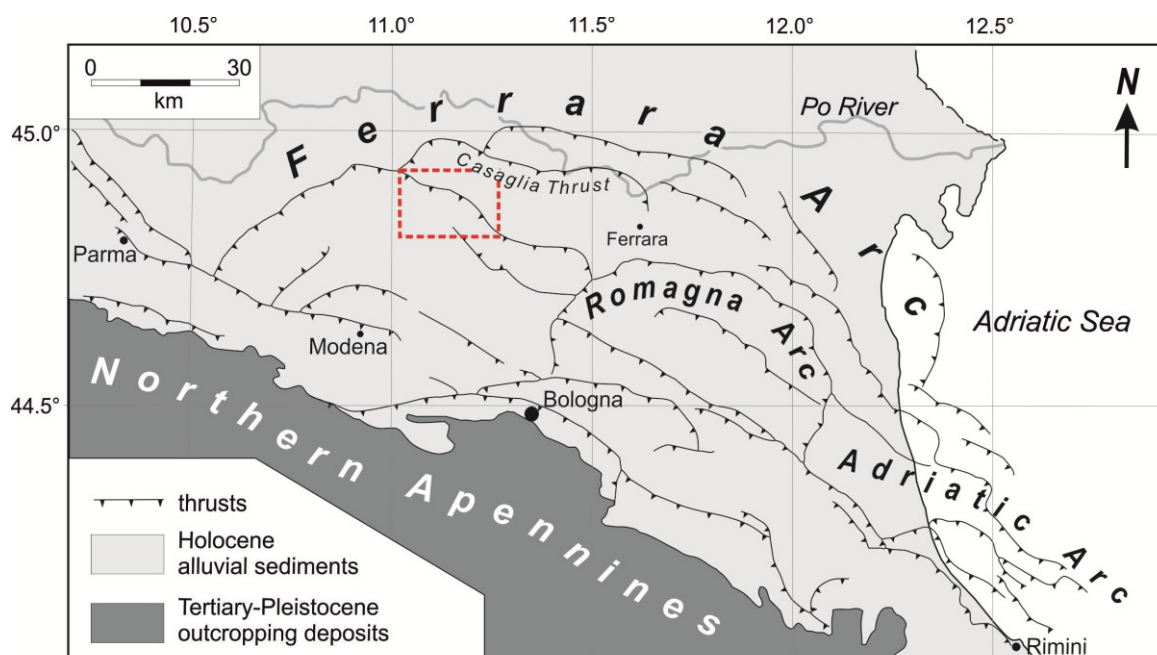 10.5° 11.0° 11.5° 12.0° 12.5°
0 30
km
N
Po River
45.0°
Ferrara Arc
Casaglia Thrust
Parma
Ferrara
Romagna Arc
Adriatic Sea
Modena
44.5°
Bologna
Northern Apennines
Adriatic Arc
thrusts
Holocene
alluvial sediments
Tertiary-Pleistocene
outcropping deposits
Rimini